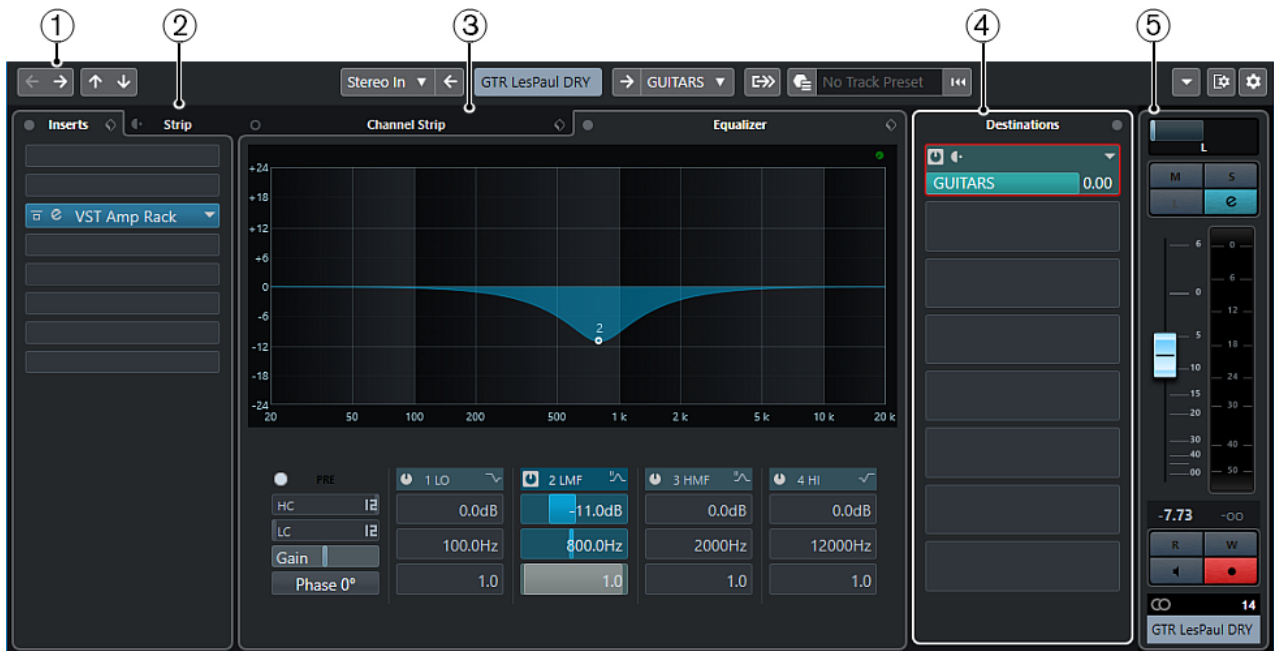 1 2 3 4 5
Stereo In GTR LesPaul DRY GUITARS No Track Preset
Inserts Strip
VST Amp Rack
Channel Strip Equalizer
+24
+18
+12
+6
0
-6
-12
-18
-24
2
20 50 100 200 500 1 k 2 k 5 k 10 k 20 k
PRE
HC 12
LC 12
Gain
Phase 0°
1 LO 2 LMF 3 HMF 4 HI
0.0dB -11.0dB 0.0dB 0.0dB
100.0Hz 800.0Hz 2000Hz 12000Hz
1.0 1.0 1.0 1.0
Destinations
GUITARS 0.00
L
M S
L e
6
0
5
10
15
20
30
40
00
0
6
12
18
24
30
40
50
-7.73 -oo
R W
14
GTR LesPaul DRY